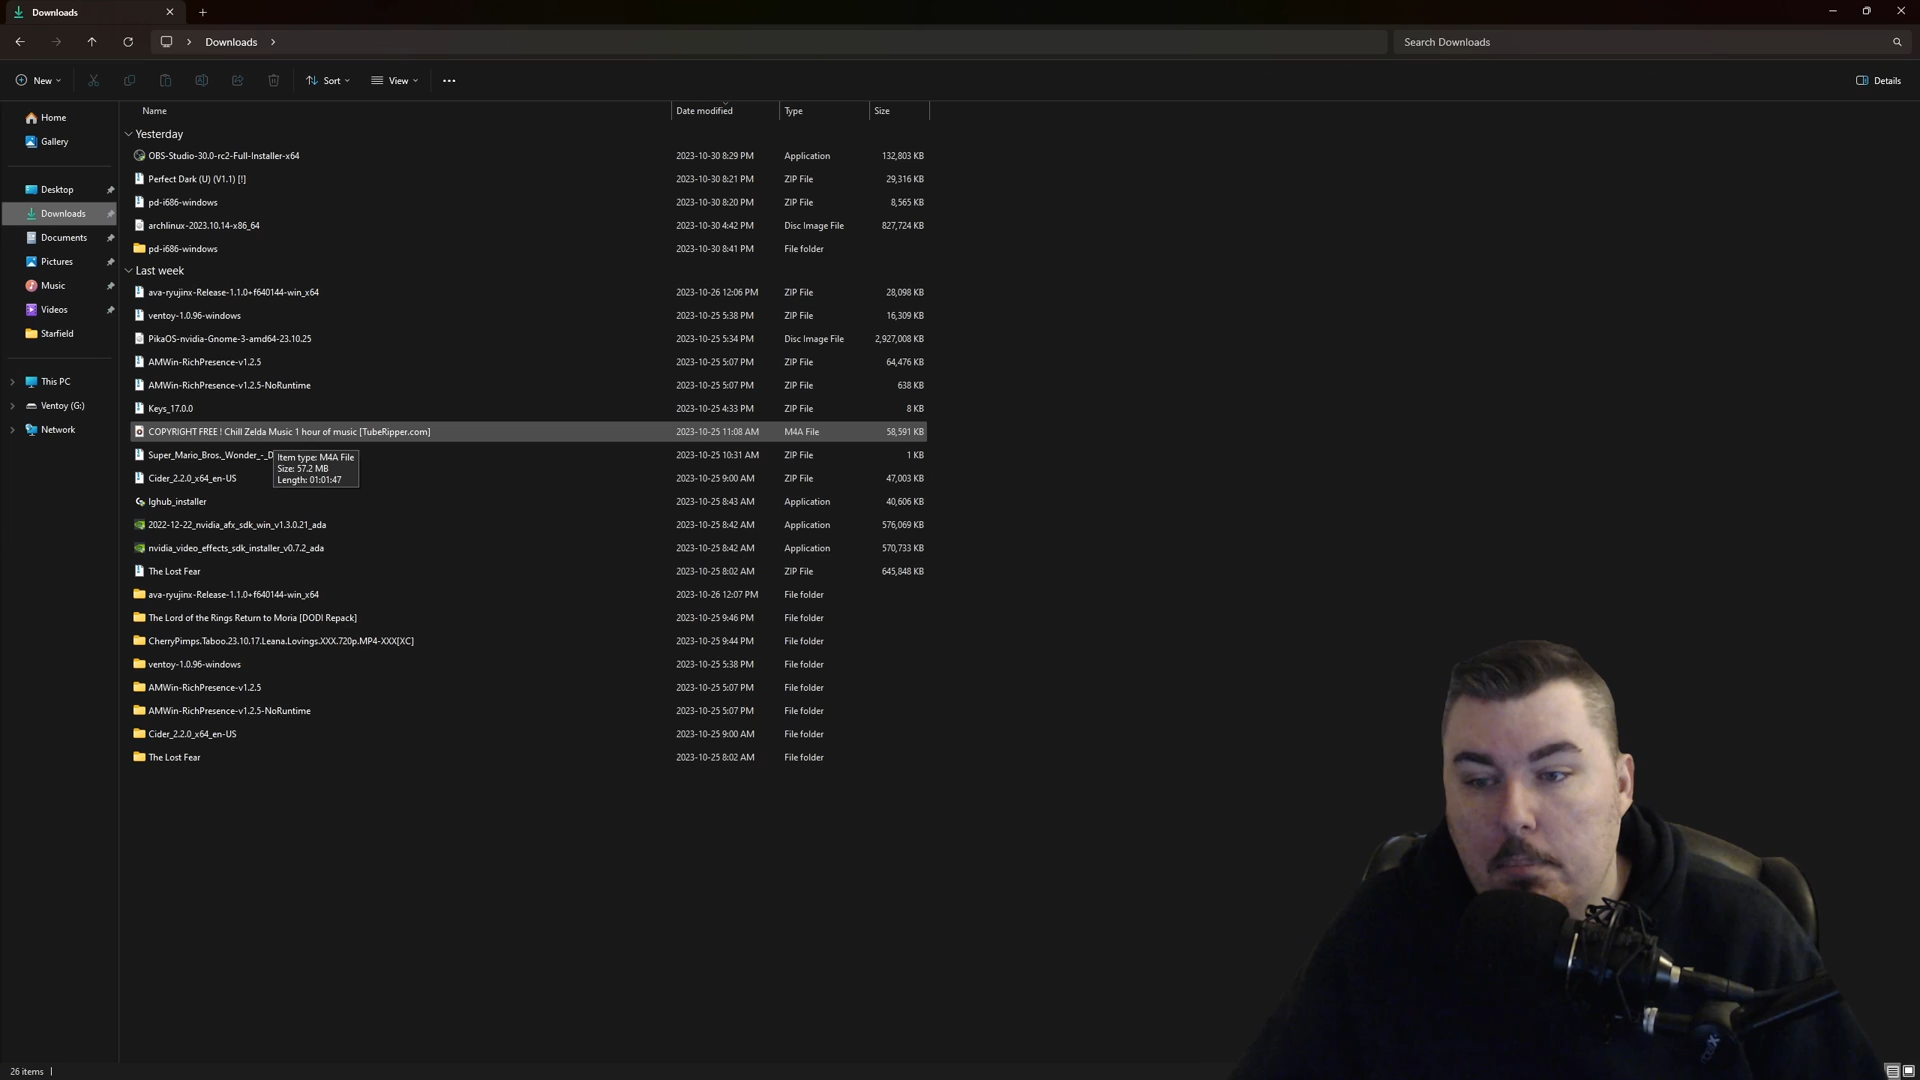 Downloads
Downloads
Search Downloads
New Sort View Details
Home
Gallery
Desktop
Downloads
Documents
Pictures
Music
Videos
Starfield
This PC
Ventoy (G:)
Network
Name Date modified Type Size
Yesterday
OBS-Studio-30.0-rc2-Full-Installer-x64 2023-10-30 8:29 PM Application 132,803 KB
Perfect Dark (U) (V1.1) [!] 2023-10-30 8:21 PM ZIP File 29,316 KB
pd-i686-windows 2023-10-30 8:20 PM ZIP File 8,565 KB
archlinux-2023.10.14-x86_64 2023-10-30 4:42 PM Disc Image File 827,724 KB
pd-i686-windows 2023-10-30 8:41 PM File folder
Last week
ava-ryujinx-Release-1.1.0+f640144-win_x64 2023-10-26 12:06 PM ZIP File 28,098 KB
ventoy-1.0.96-windows 2023-10-25 5:38 PM ZIP File 16,309 KB
PikaOS-nvidia-Gnome-3-amd64-23.10.25 2023-10-25 5:34 PM Disc Image File 2,927,008 KB
AMWin-RichPresence-v1.2.5 2023-10-25 5:07 PM ZIP File 64,476 KB
AMWin-RichPresence-v1.2.5-NoRuntime 2023-10-25 5:07 PM ZIP File 638 KB
Keys_17.0.0 2023-10-25 4:33 PM ZIP File 8 KB
COPYRIGHT FREE ! Chill Zelda Music 1 hour of music [TubeRipper.com] 2023-10-25 11:08 AM M4A File 58,591 KB
Super_Mario_Bros._Wonder_-_D 2023-10-25 10:31 AM ZIP File 1 KB
Item type: M4A File
Size: 57.2 MB
Length: 01:01:47
Cider_2.2.0_x64_en-US 2023-10-25 9:00 AM ZIP File 47,003 KB
lghub_installer 2023-10-25 8:43 AM Application 40,606 KB
2022-12-22_nvidia_afx_sdk_win_v1.3.0.21_ada 2023-10-25 8:42 AM Application 576,069 KB
nvidia_video_effects_sdk_installer_v0.7.2_ada 2023-10-25 8:42 AM Application 570,733 KB
The Lost Fear 2023-10-25 8:02 AM ZIP File 645,848 KB
ava-ryujinx-Release-1.1.0+f640144-win_x64 2023-10-26 12:07 PM File folder
The Lord of the Rings Return to Moria [DODI Repack] 2023-10-25 9:46 PM File folder
CherryPimps.Taboo.23.10.17.Leana.Lovings.XXX.720p.MP4-XXX[XC] 2023-10-25 9:44 PM File folder
ventoy-1.0.96-windows 2023-10-25 5:38 PM File folder
AMWin-RichPresence-v1.2.5 2023-10-25 5:07 PM File folder
AMWin-RichPresence-v1.2.5-NoRuntime 2023-10-25 5:07 PM File folder
Cider_2.2.0_x64_en-US 2023-10-25 9:00 AM File folder
The Lost Fear 2023-10-25 8:02 AM File folder
26 items